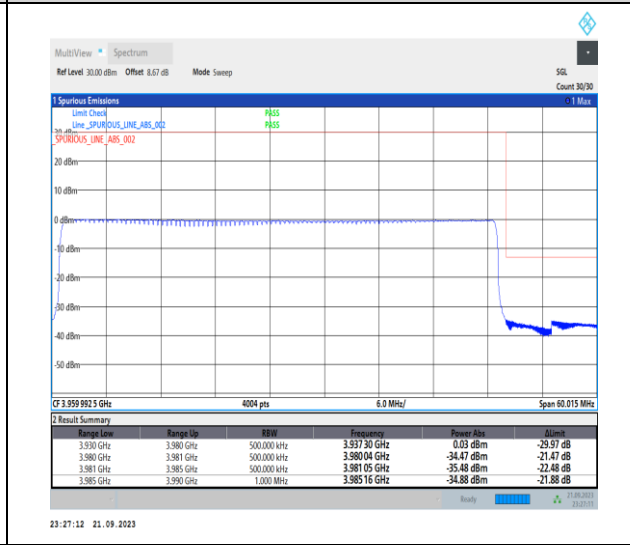 MultiView * Spectrum
Ref Level 30.00 dBm Offset 8.67 dB Mode Sweep SGL
Count 30/30
1 Spurious Emissions 1 Max
Limit Check PASS
Line _SPURIOUS_LINE_ABS_002 PASS
30 dBm
_SPURIOUS_LINE_ABS_002
20 dBm
10 dBm
0 dBm
-10 dBm
-20 dBm
-30 dBm
-40 dBm
-50 dBm
CF 3.959 992 5 GHz 4004 pts 6.0 MHz/ Span 60.015 MHz
2 Result Summary
Range Low Range Up RBW Frequency Power Abs ΔLimit
3.930 GHz 3.980 GHz 500.000 kHz 3.937 30 GHz 0.03 dBm -29.97 dB
3.980 GHz 3.981 GHz 500.000 kHz 3.980 04 GHz -34.47 dBm -21.47 dB
3.981 GHz 3.985 GHz 500.000 kHz 3.981 05 GHz -35.48 dBm -22.48 dB
3.985 GHz 3.990 GHz 1.000 MHz 3.985 16 GHz -34.88 dBm -21.88 dB
Ready 21.09.2023
23:27:11
23:27:12 21.09.2023